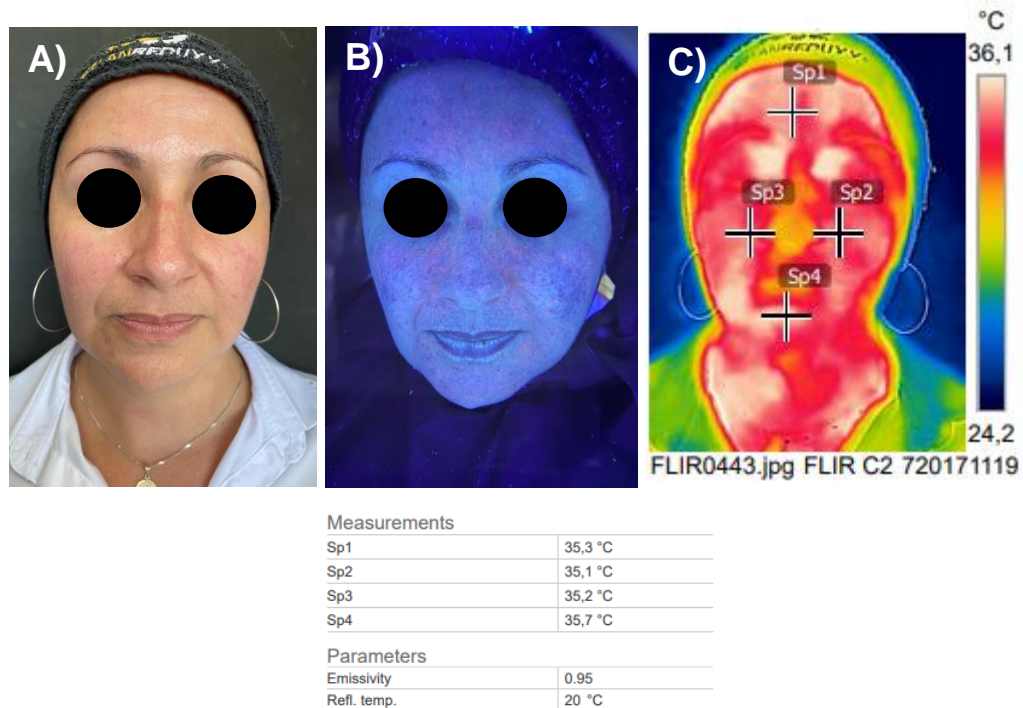 A)
B)
C)
°C
36,1
Sp1
Sp3
Sp2
Sp4
24,2
FLIR0443.jpg FLIR C2 720171119
Measurements
Sp1 35,3 °C
Sp2 35,1 °C
Sp3 35,2 °C
Sp4 35,7 °C
Parameters
Emissivity 0.95
Refl. temp. 20 °C